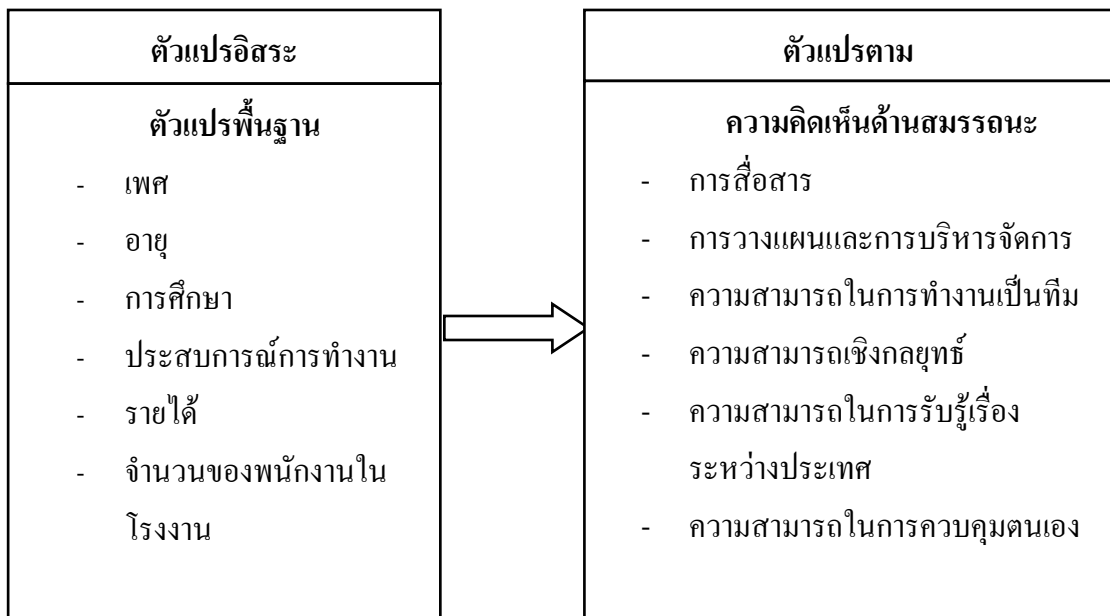 ตัวแปรอิสระ
ตัวแปรพื้นฐาน
- เพศ
- อายุ
- การศึกษา
- ประสบการณ์การทำงาน
- รายได้
- จำนวนของพนักงานใน
โรงงาน
ตัวแปรตาม
ความคิดเห็นด้านสมรรถนะ
- การสื่อสาร
- การวางแผนและการบริหารจัดการ
- ความสามารถในการทำงานเป็นทีม
- ความสามารถเชิงกลยุทธ์
- ความสามารถในการรับรู้เรื่อง
ระหว่างประเทศ
- ความสามารถในการควบคุมตนเอง